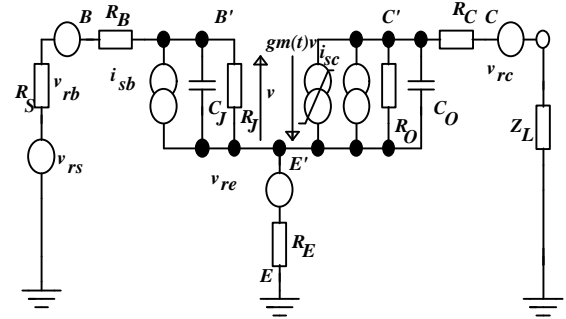 B
R_B
B'
gm(t)v
C'
R_C
C
i_sb
i_sc
v_rc
R_S
v_rb
C_J
R_J
v
R_O
C_O
Z_L
v_rs
v_re
E'
R_E
E